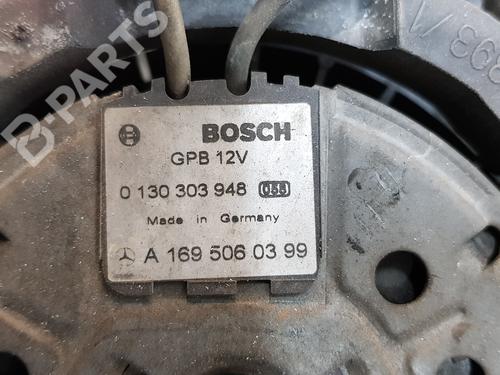 BOSCH
GPB 12V
0 130 303 948 055
Made in Germany
A 169 506 03 99
B-PARTS